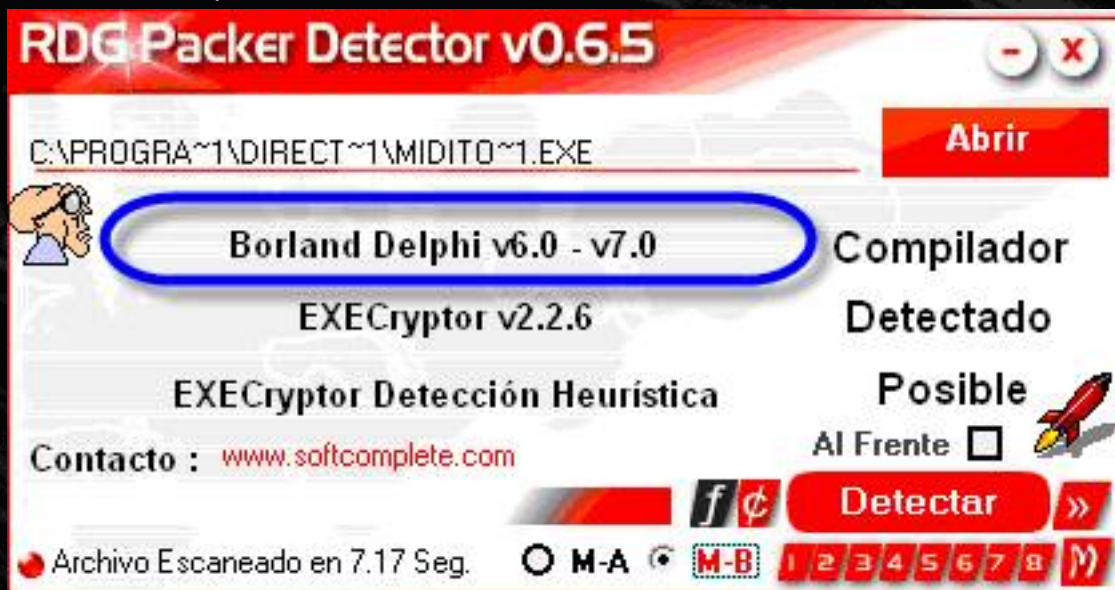 RDG Packer Detector v0.6.5
C:\PROGRA~1\DIRECT~1\MIDITO~1.EXE
Abrir
Borland Delphi v6.0 - v7.0
Compilador
EXECryptor v2.2.6
Detectado
EXECryptor Detección Heurística
Posible
Al Frente
Contacto : www.softcomplete.com
Detectar
Archivo Escaneado en 7.17 Seg.
M-A
M-B
1 2 3 4 5 6 7 8